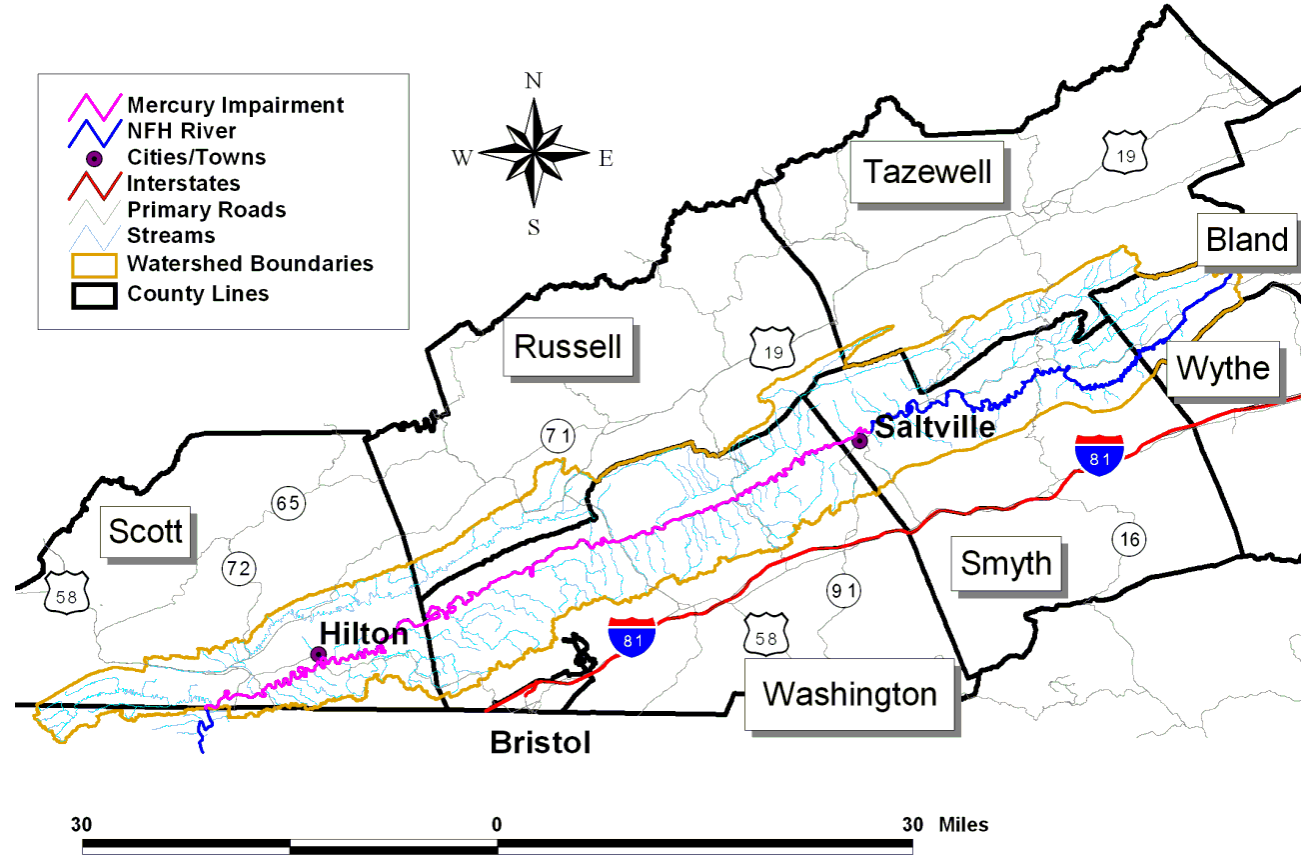 Mercury Impairment
NFH River
Cities/Towns
Interstates
Primary Roads
Streams
Watershed Boundaries
County Lines
N
W E
S
Tazewell
19
Bland
Russell
19
Wythe
Saltville
71
81
65
Scott
72
58
16
Smyth
91
Hilton
81
58
Washington
Bristol
30 0 30 Miles